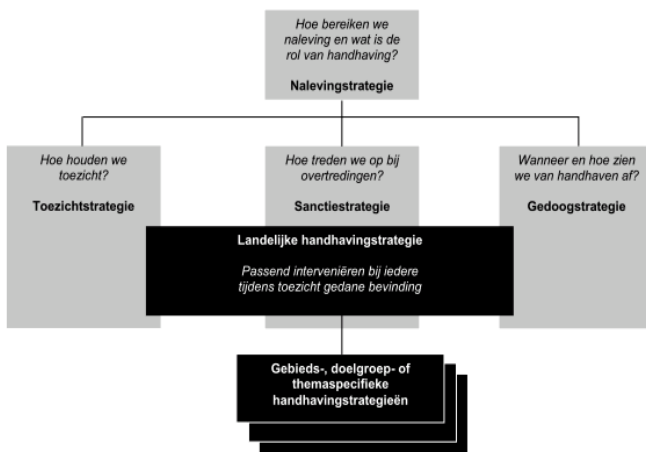 Hoe bereiken we
naleving en wat is de
rol van handhaving?
Nalevingstrategie
Hoe houden we
toezicht?
Toezichtstrategie
Hoe treden we op bij
overtredingen?
Sanctiestrategie
Wanneer en hoe zien
we van handhaven af?
Gedoogstrategie
Landelijke handhavingstrategie
Passend interveniëren bij iedere
tijdens toezicht gedane bevinding
Gebieds-, doelgroep- of
themaspecifieke
handhavingstrategieën